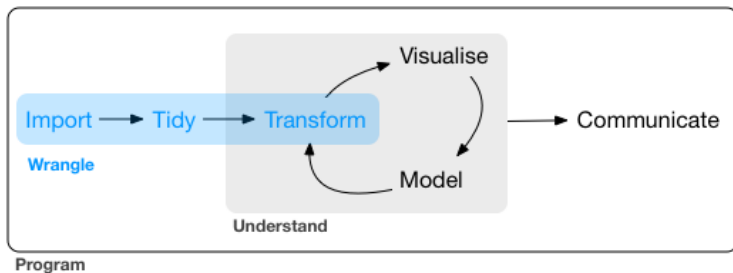 Visualise
Import
Tidy
Transform
Communicate
Wrangle
Model
Understand
Program